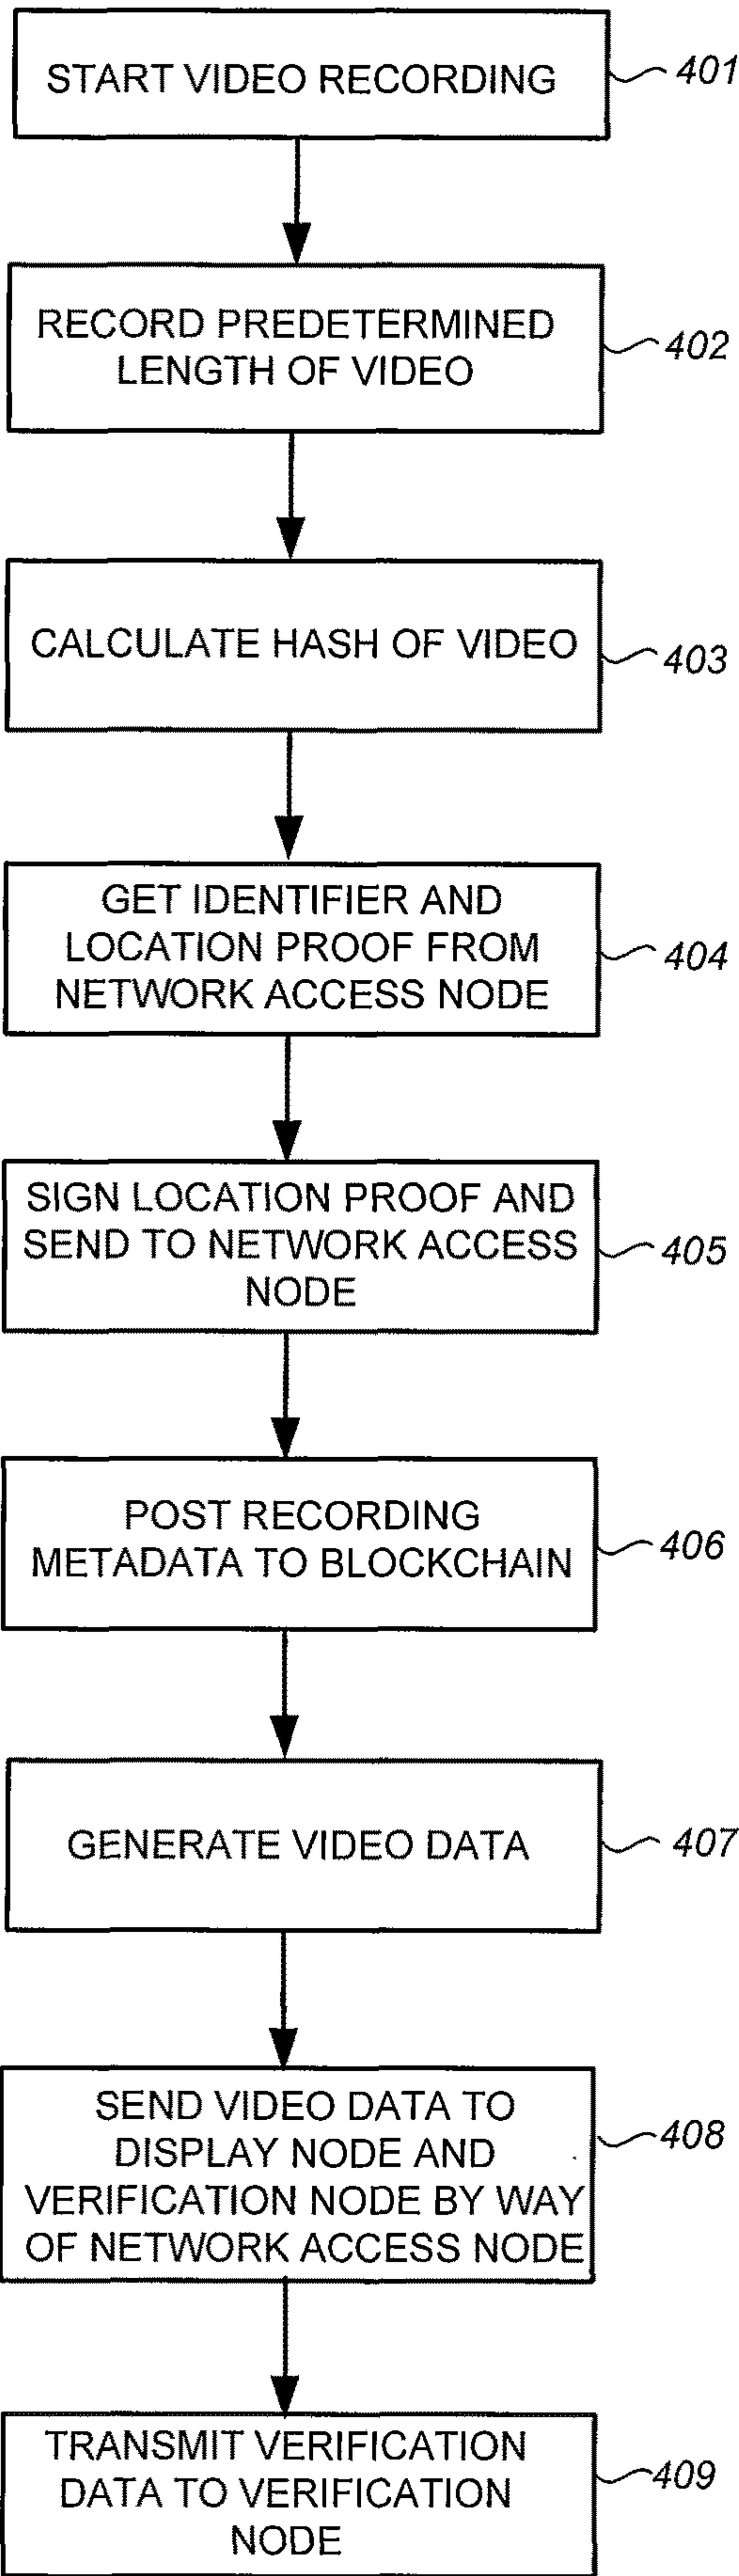 START VIDEO RECORDING
401
RECORD PREDETERMINED
LENGTH OF VIDEO
402
CALCULATE HASH OF VIDEO
403
GET IDENTIFIER AND
LOCATION PROOF FROM
NETWORK ACCESS NODE
404
SIGN LOCATION PROOF AND
SEND TO NETWORK ACCESS
NODE
405
POST RECORDING
METADATA TO BLOCKCHAIN
406
GENERATE VIDEO DATA
407
SEND VIDEO DATA TO
DISPLAY NODE AND
VERIFICATION NODE BY WAY
OF NETWORK ACCESS NODE
408
TRANSMIT VERIFICATION
DATA TO VERIFICATION
NODE
409